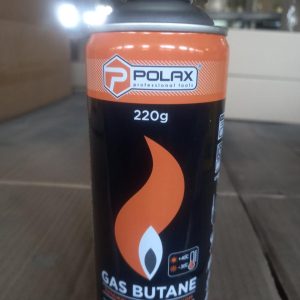 POLAX
professional tools
220g
GAS BUTANE